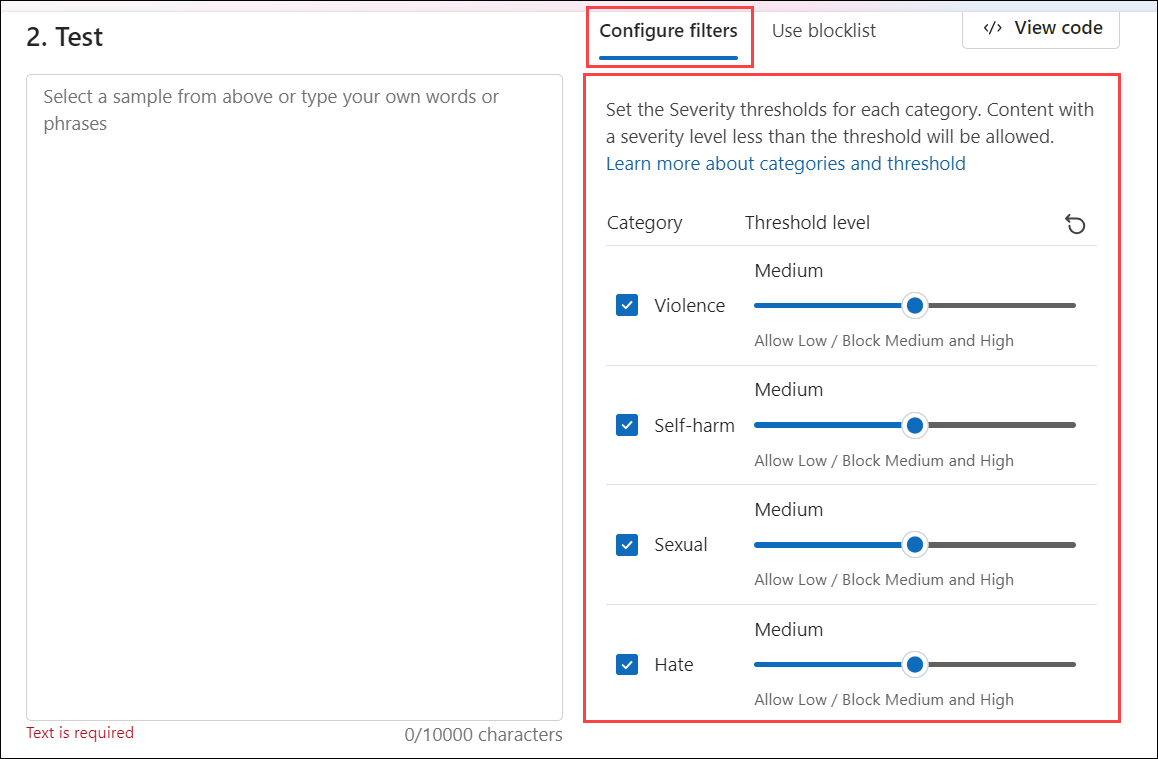 2. Test
Select a sample from above or type your own words or
phrases
Text is required
0/10000 characters
Configure filters
Use blocklist
</> View code
Set the Severity thresholds for each category. Content with
a severity level less than the threshold will be allowed.
Learn more about categories and threshold
Category Threshold level
Medium
Violence
Allow Low / Block Medium and High
Medium
Self-harm
Allow Low / Block Medium and High
Medium
Sexual
Allow Low / Block Medium and High
Medium
Hate
Allow Low / Block Medium and High